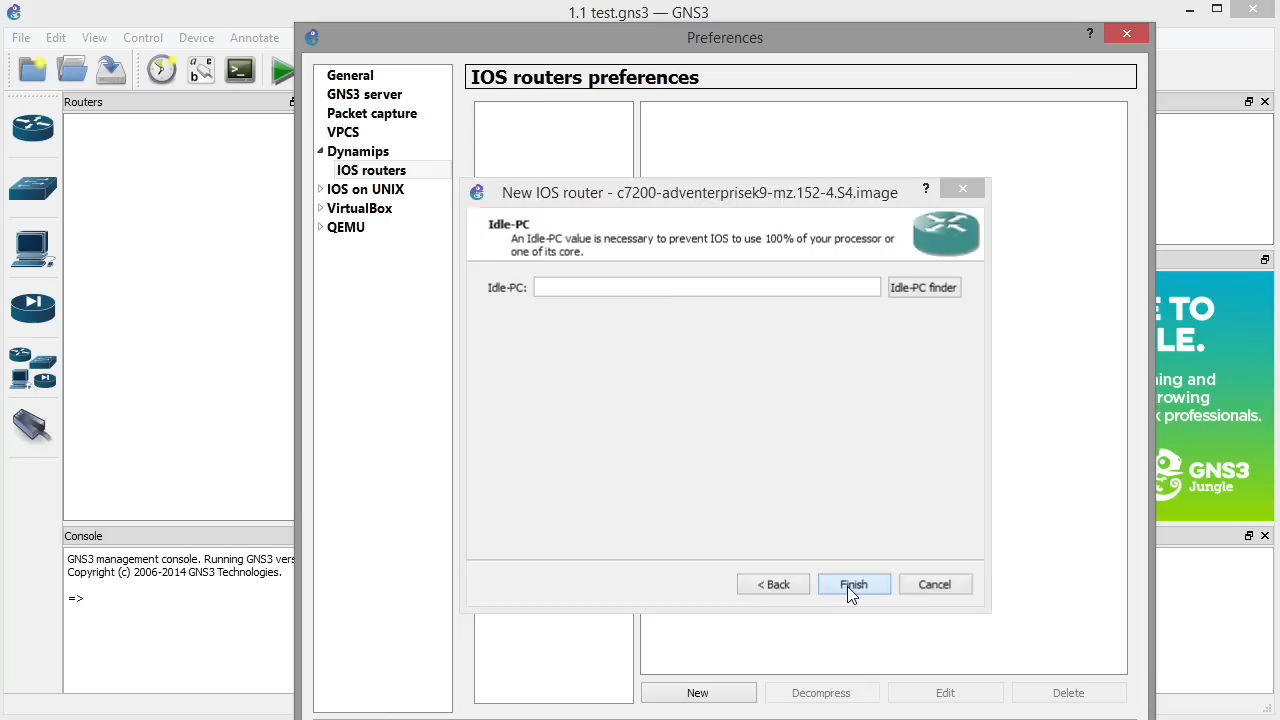 1.1 test.gns3 — GNS3
File Edit View Control Device Annotate
Preferences
?
Routers
General
GNS3 server
Packet capture
VPCS
Dynamips
IOS routers
IOS on UNIX
VirtualBox
QEMU
IOS routers preferences
New IOS router - c7200-adventerprisek9-mz.152-4.S4.image
?
Idle-PC
An Idle-PC value is necessary to prevent IOS to use 100% of your processor or
one of its core.
Idle-PC:
Idle-PC finder
< Back
Finish
Cancel
New
Decompress
Edit
Delete
E TO
LE.
ning and
rowing
k professionals.
GNS3
Jungle
Console
GNS3 management console. Running GNS3 vers
Copyright (c) 2006-2014 GNS3 Technologies.
=>